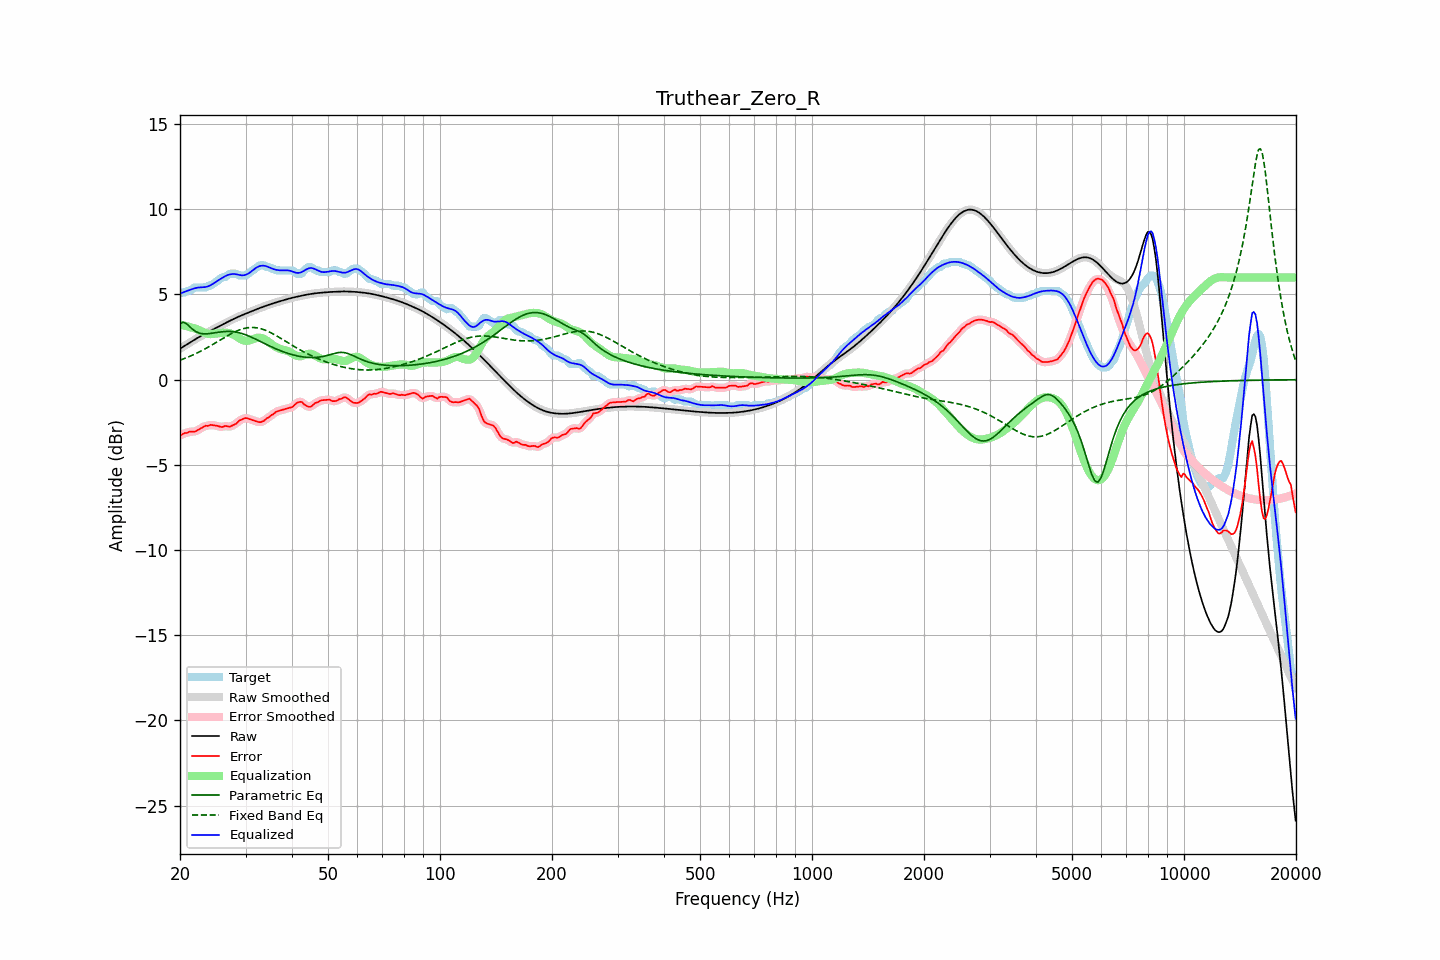 Truthear_Zero_R
15
10
5
0
−5
−10
−15
−20
−25
Amplitude (dBr)
Target
Raw Smoothed
Error Smoothed
Raw
Error
Equalization
Parametric Eq
Fixed Band Eq
Equalized
20 50 100 200 500 1000 2000 5000 10000 20000
Frequency (Hz)